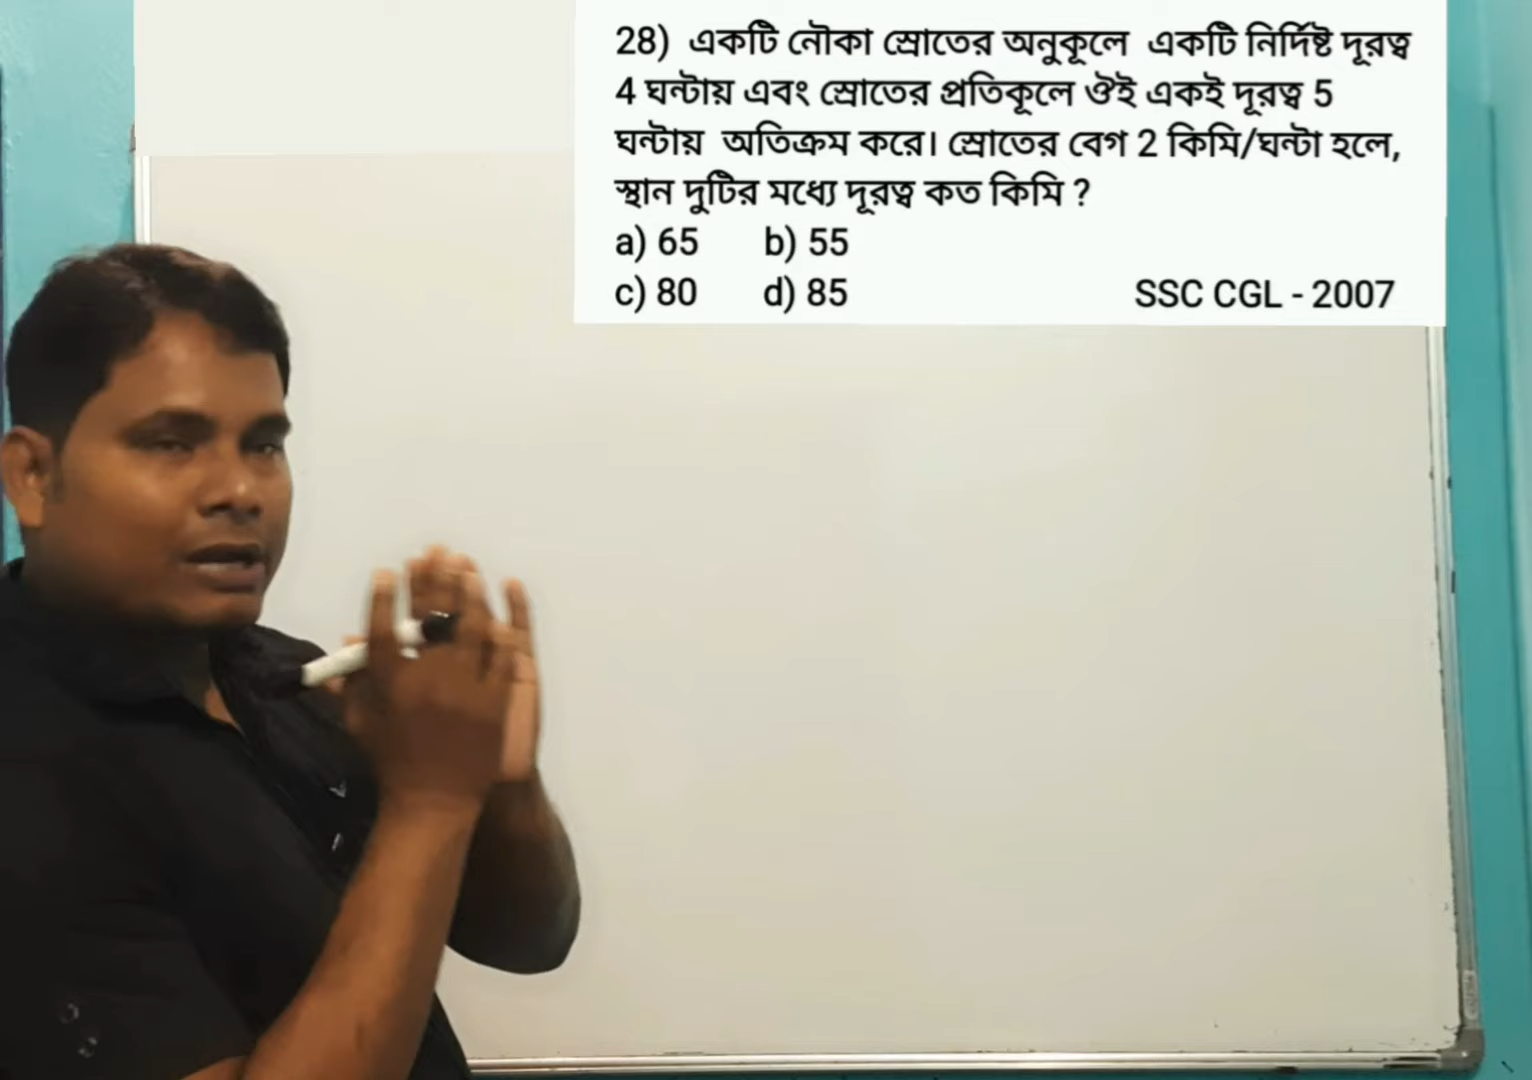 28) একটি নৌকা স্রোতের অনুকূলে একটি নির্দিষ্ট দূরত্ব
4 ঘন্টায় এবং স্রোতের প্রতিকূলে ঔই একই দূরত্ব 5
ঘন্টায় অতিক্রম করে। স্রোতের বেগ 2 কিমি/ঘন্টা হলে,
স্থান দুটির মধ্যে দূরত্ব কত কিমি ?
a) 65 b) 55
c) 80 d) 85 SSC CGL - 2007